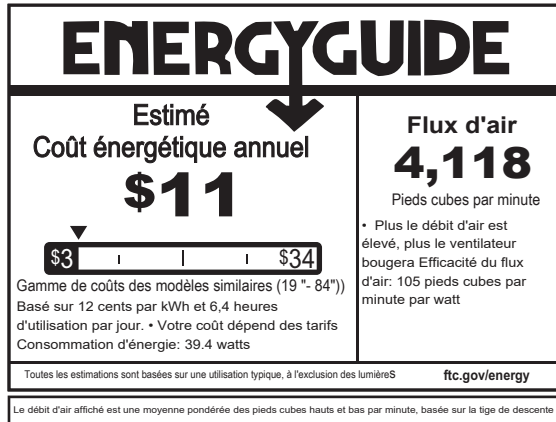 ENERGYGUIDE
Estimé
Coût énergétique annuel
$11
$3
$34
Gamme de coûts des modèles similaires (19 "- 84"))
Basé sur 12 cents par kWh et 6,4 heures
d'utilisation par jour. • Votre coût dépend des tarifs
Consommation d'énergie: 39.4 watts
Flux d'air
4,118
Pieds cubes par minute
• Plus le débit d'air est
élevé, plus le ventilateur
bougera Efficacité du flux
d'air: 105 pieds cubes par
minute par watt
Toutes les estimations sont basées sur une utilisation typique, à l'exclusion des lumièreS
ftc.gov/energy
Le débit d'air affiché est une moyenne pondérée des pieds cubes hauts et bas par minute, basée sur la tige de descente